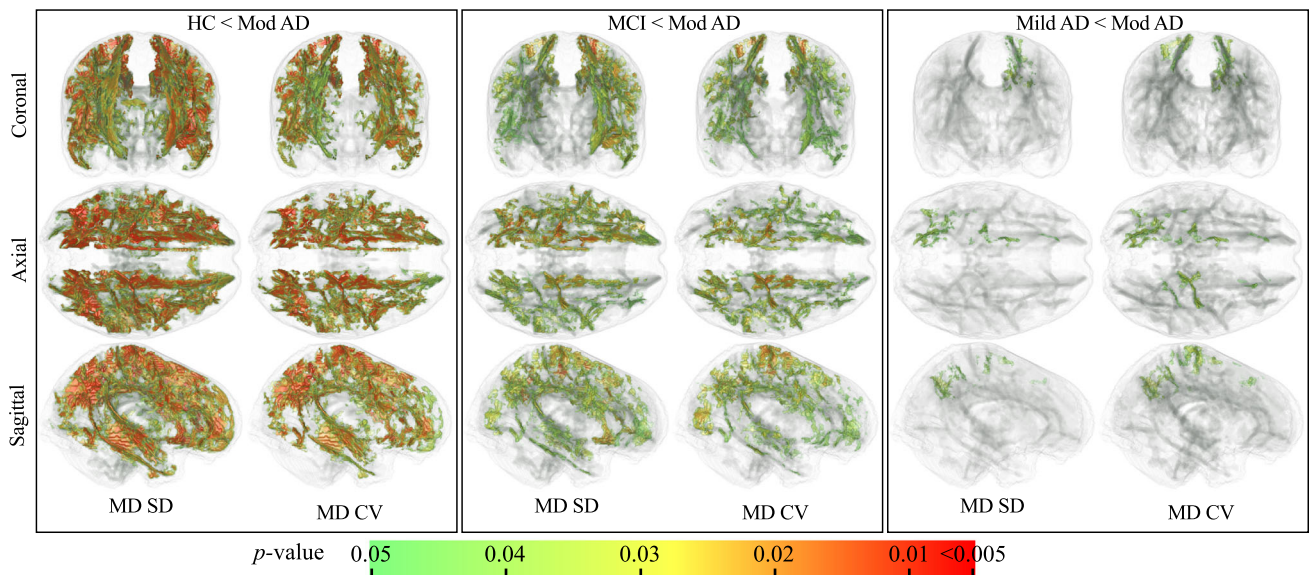 HC < Mod AD
MCI < Mod AD
Mild AD < Mod AD
Coronal
Axial
Sagittal
MD SD
MD CV
MD SD
MD CV
MD SD
MD CV
p-value 0.05 0.04 0.03 0.02 0.01 <0.005